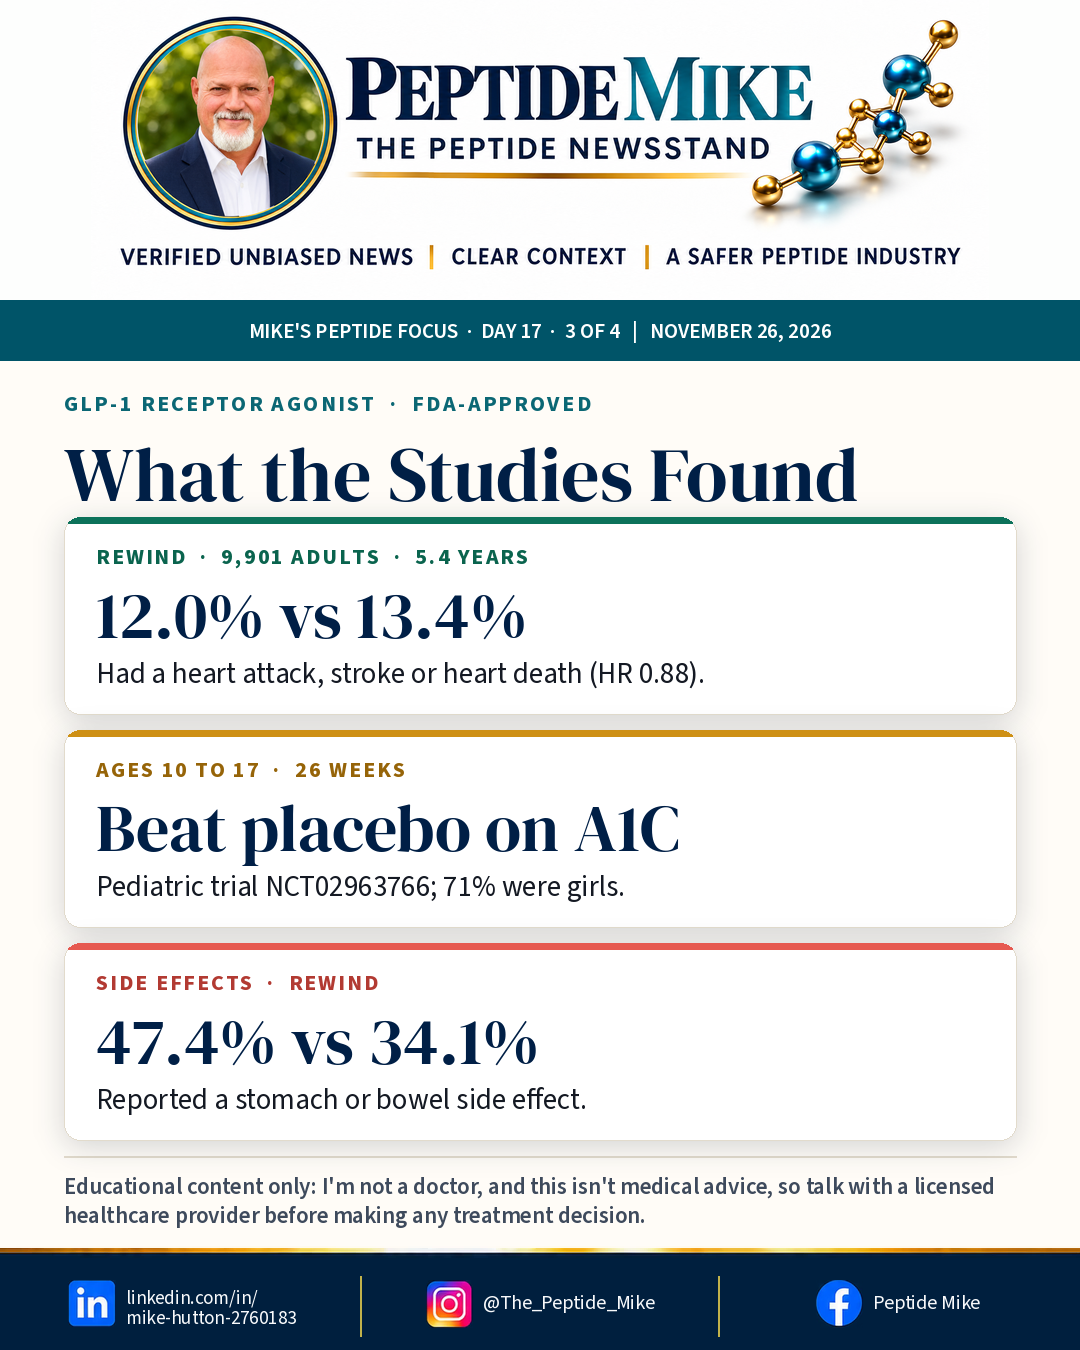 PEPTIDEMIKE
THE PEPTIDE NEWSSTAND
VERIFIED UNBIASED NEWS | CLEAR CONTEXT | A SAFER PEPTIDE INDUSTRY
MIKE'S PEPTIDE FOCUS · DAY 17 · 3 OF 4 | NOVEMBER 26, 2026
GLP-1 RECEPTOR AGONIST · FDA-APPROVED
What the Studies Found
REWIND · 9,901 ADULTS · 5.4 YEARS
12.0% vs 13.4%
Had a heart attack, stroke or heart death (HR 0.88).
AGES 10 TO 17 · 26 WEEKS
Beat placebo on A1C
Pediatric trial NCT02963766; 71% were girls.
SIDE EFFECTS · REWIND
47.4% vs 34.1%
Reported a stomach or bowel side effect.
Educational content only: I'm not a doctor, and this isn't medical advice, so talk with a licensed
healthcare provider before making any treatment decision.
linkedin.com/in/
mike-hutton-2760183
@The_Peptide_Mike
Peptide Mike